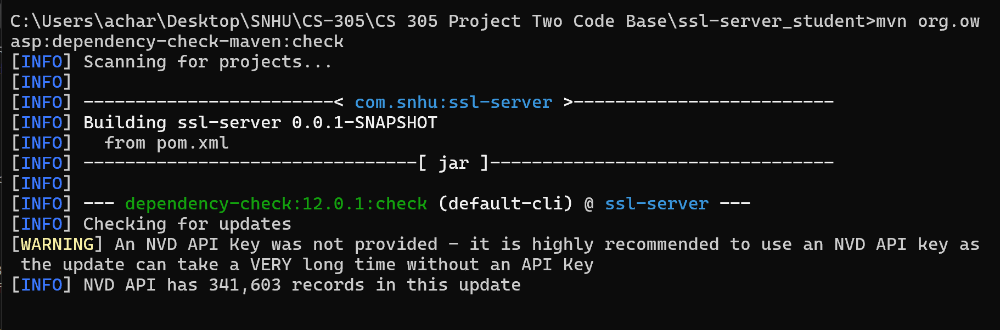 C:\Users\achar\Desktop\SNHU\CS-305\CS 305 Project Two Code Base\ssl-server_student>mvn org.ow
asp:dependency-check-maven:check
[INFO] Scanning for projects...
[INFO]
[INFO] ------------------------< com.snhu:ssl-server >-------------------------
[INFO] Building ssl-server 0.0.1-SNAPSHOT
[INFO]   from pom.xml
[INFO] --------------------------------[ jar ]---------------------------------
[INFO]
[INFO] --- dependency-check:12.0.1:check (default-cli) @ ssl-server ---
[INFO] Checking for updates
[WARNING] An NVD API Key was not provided - it is highly recommended to use an NVD API key as
 the update can take a VERY long time without an API Key
[INFO] NVD API has 341,603 records in this update